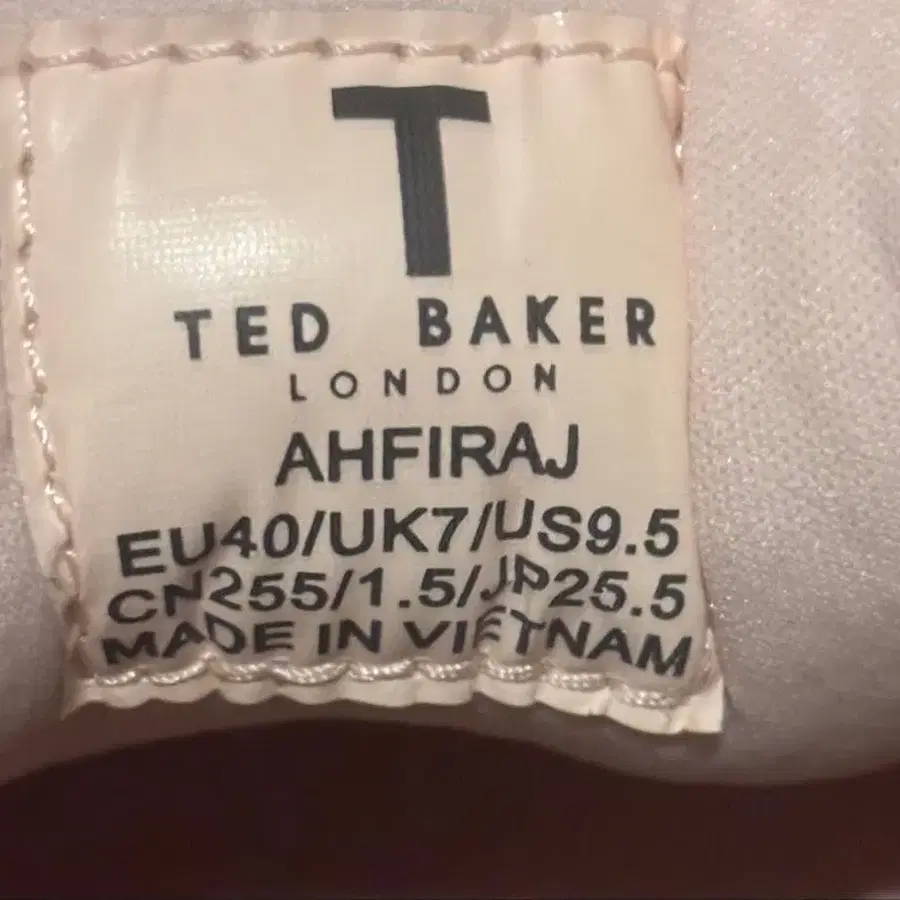 T
TED BAKER
LONDON
AHFIRAJ
EU40/UK7/US9.5
CN255/1.5/JP25.5
MADE IN VIETNAM